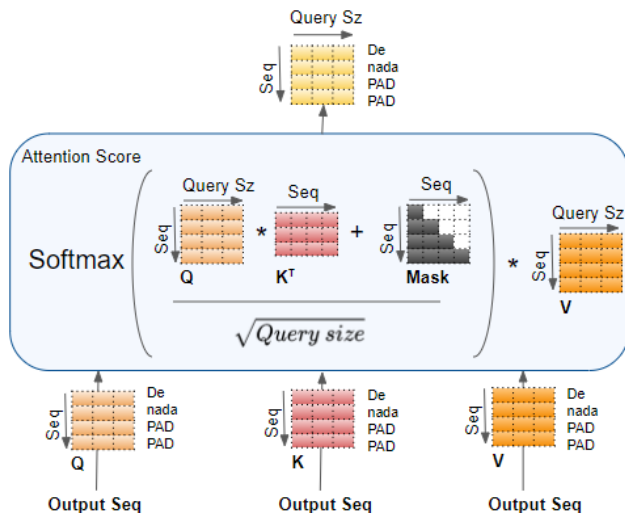 Query Sz
Seq
De
nada
PAD
PAD
Attention Score
Softmax
Query Sz
Seq
Q
*
Seq
Kᵀ
+
Seq
Seq
Mask
√Query size
*
Query Sz
Seq
V
Seq
De
nada
PAD
PAD
Q
Seq
De
nada
PAD
PAD
K
Seq
De
nada
PAD
PAD
V
Output Seq
Output Seq
Output Seq